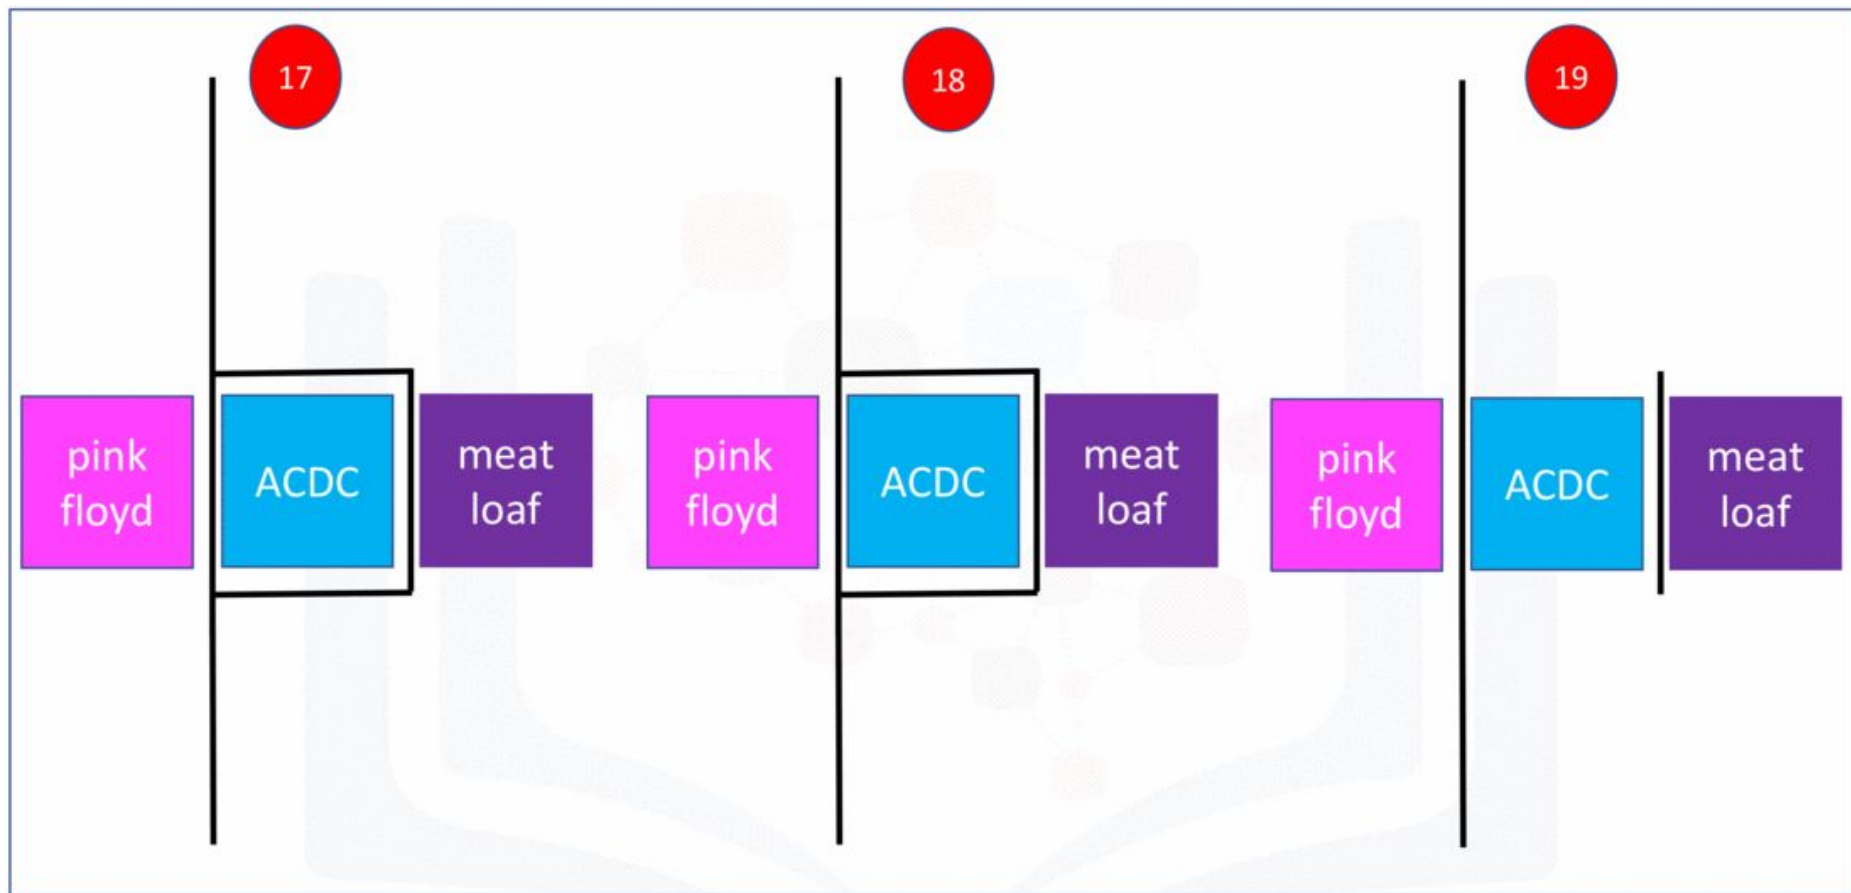 17
18
19
pink
floyd
ACDC
meat
loaf
pink
floyd
ACDC
meat
loaf
pink
floyd
ACDC
meat
loaf